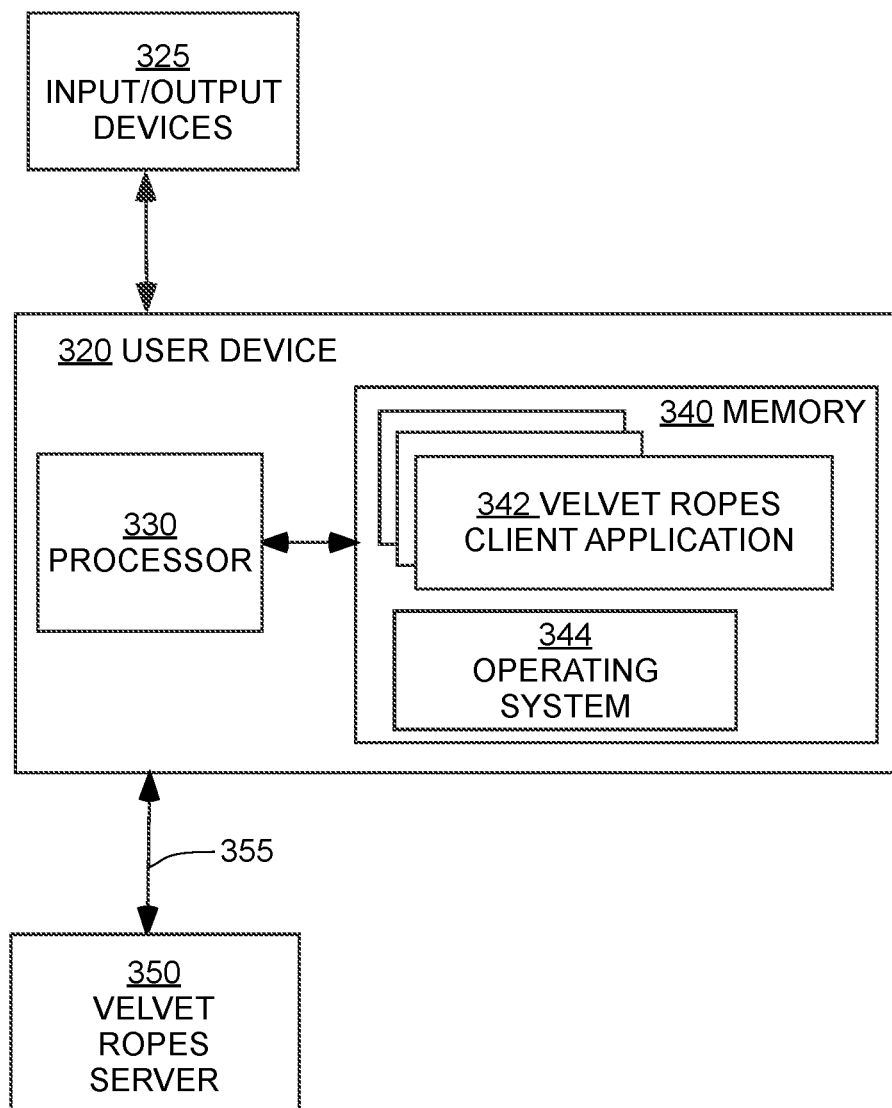 325
INPUT/OUTPUT
DEVICES
320 USER DEVICE
340 MEMORY
330
PROCESSOR
342 VELVET ROPES
CLIENT APPLICATION
344
OPERATING
SYSTEM
355
350
VELVET
ROPES
SERVER